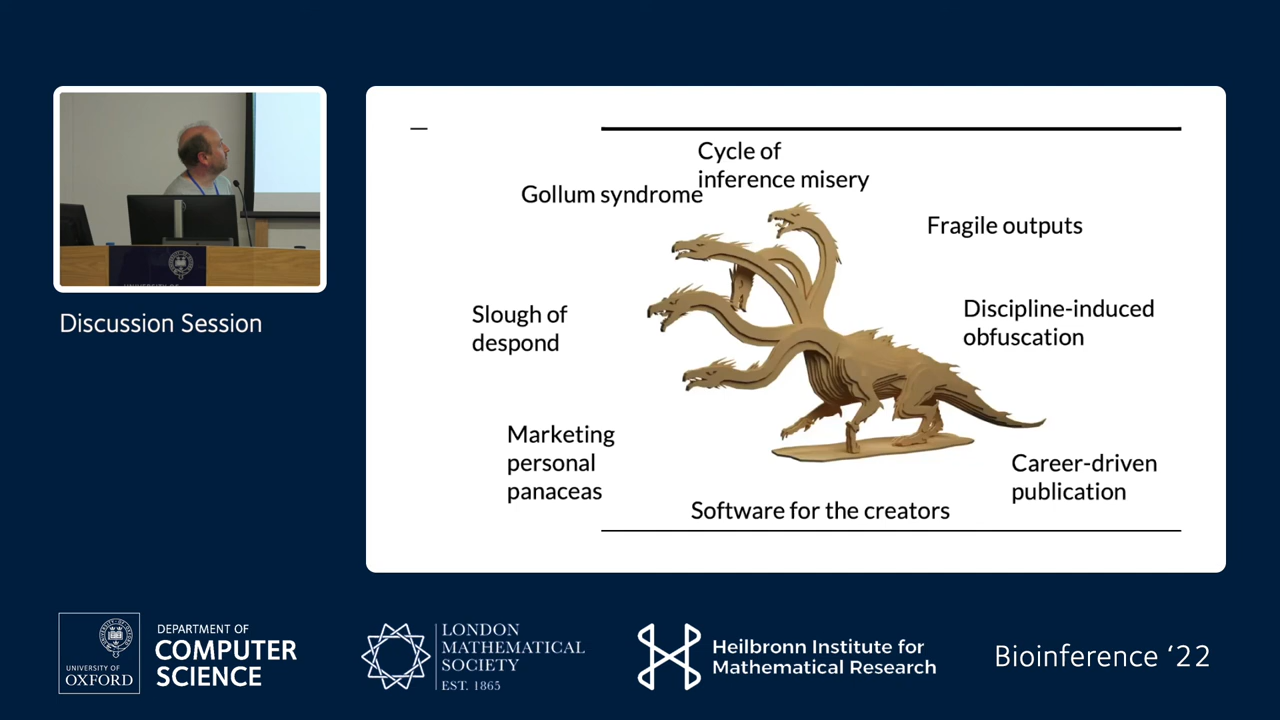 Discussion Session
Cycle of
inference misery
Gollum syndrome
Fragile outputs
Slough of
despond
Discipline-induced
obfuscation
Marketing
personal
panaceas
Career-driven
publication
Software for the creators
UNIVERSITY OF
OXFORD
DEPARTMENT OF
COMPUTER
SCIENCE
LONDON
MATHEMATICAL
SOCIETY
EST. 1865
Heilbronn Institute for
Mathematical Research
Bioinference ‘22